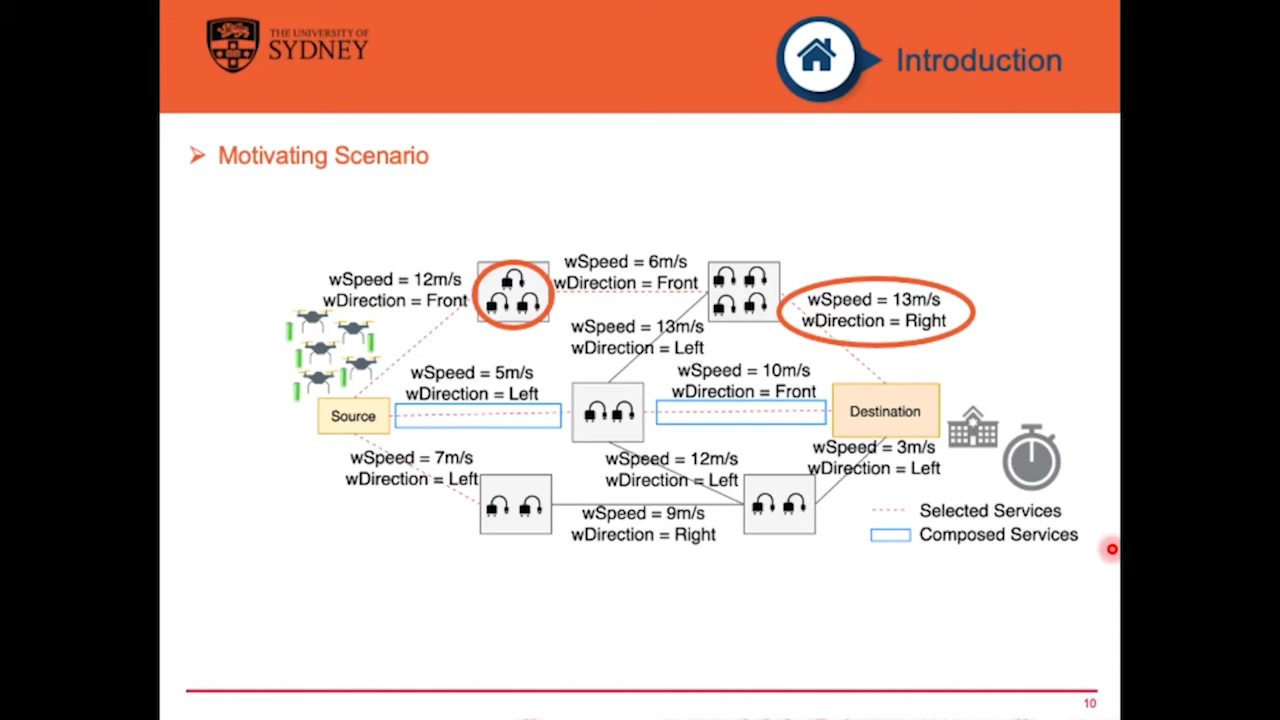 THE UNIVERSITY OF
SYDNEY
Introduction
Motivating Scenario
wSpeed = 12m/s
wDirection = Front
wSpeed = 6m/s
wDirection = Front
wSpeed = 13m/s
wDirection = Right
wSpeed = 13m/s
wDirection = Left
wSpeed = 5m/s
wDirection = Left
wSpeed = 10m/s
wDirection = Front
Source
Destination
wSpeed = 7m/s
wDirection = Left
wSpeed = 12m/s
wDirection = Left
wSpeed = 3m/s
wDirection = Left
wSpeed = 9m/s
wDirection = Right
Selected Services
Composed Services
10